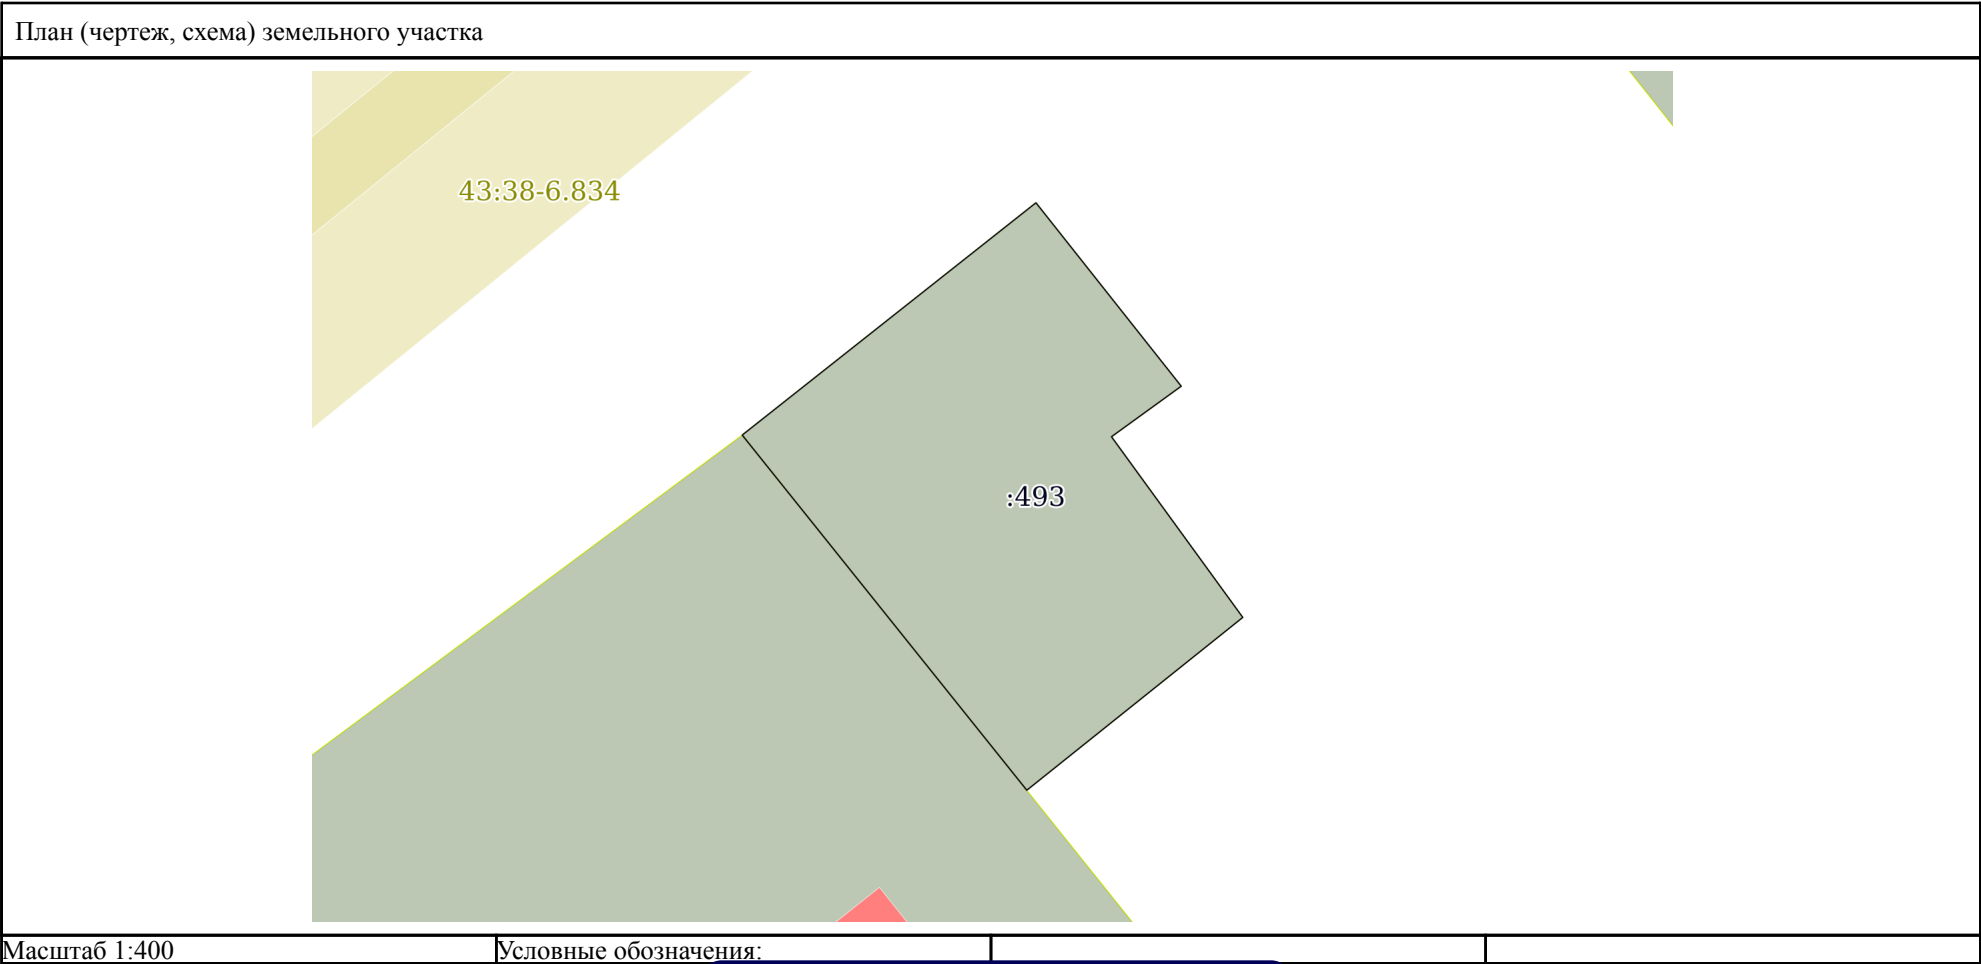 План (чертеж, схема) земельного участка
43:38-6.834
:493
Масштаб 1:400
Условные обозначения: